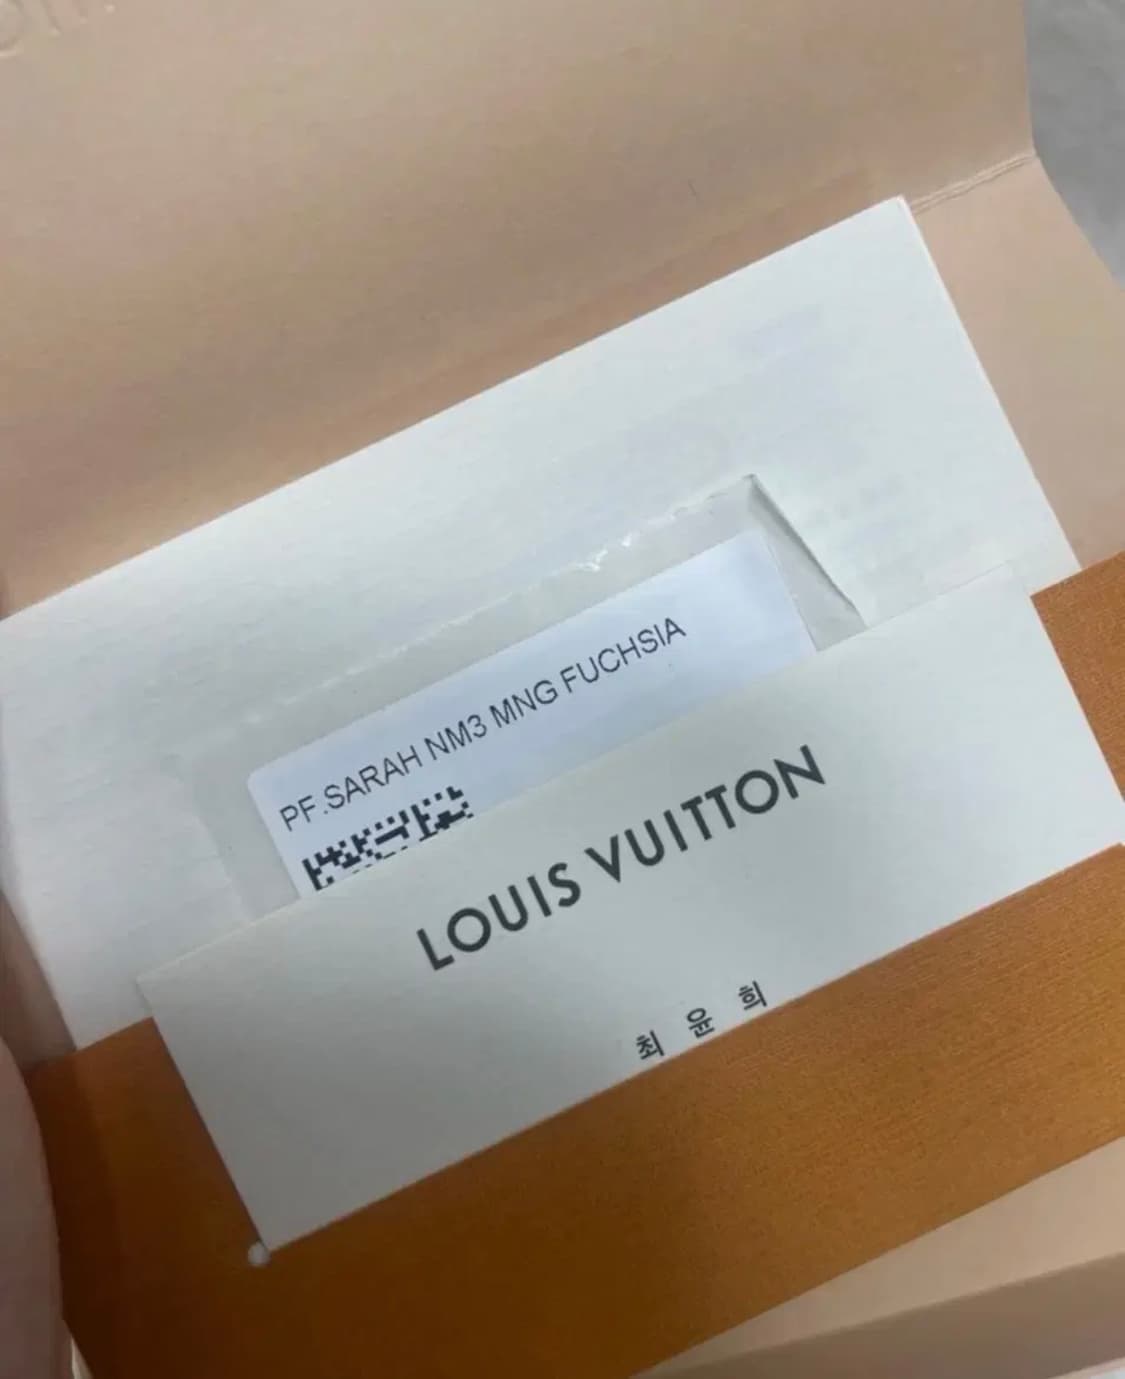 PF.SARAH NM3 MNG FUCHSIA
LOUIS VUITTON
최윤희